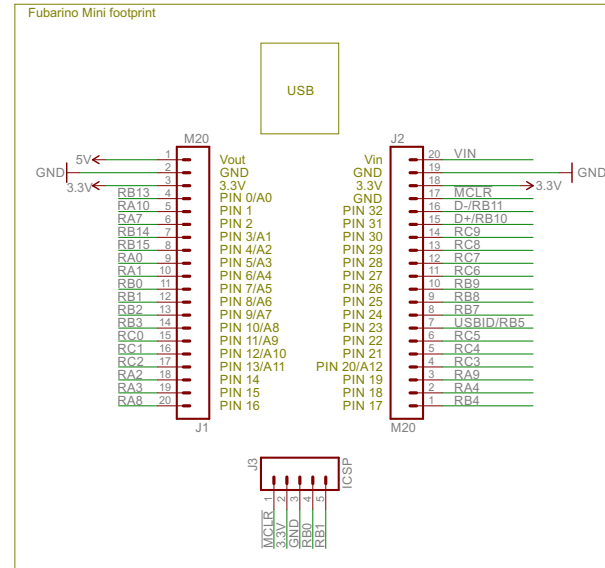 Fubarino Mini footprint
USB
M20 J2
5V 1 Vout Vin 20 VIN
GND 2 GND GND 19 GND
3.3V 3 3.3V 3.3V 18 3.3V
RB13 4 PIN 0/A0 GND 17 MCLR
RA10 5 PIN 1 PIN 32 16 D-/RB11
RA7 6 PIN 2 PIN 31 15 D+/RB10
RB14 7 PIN 3/A1 PIN 30 14 RC9
RB15 8 PIN 4/A2 PIN 29 13 RC8
RA0 9 PIN 5/A3 PIN 28 12 RC7
RA1 10 PIN 6/A4 PIN 27 11 RC6
RB0 11 PIN 7/A5 PIN 26 10 RB9
RB1 12 PIN 8/A6 PIN 25 9 RB8
RB2 13 PIN 9/A7 PIN 24 8 RB7
RB3 14 PIN 10/A8 PIN 23 7 USBID/RB5
RC0 15 PIN 11/A9 PIN 22 6 RC5
RC1 16 PIN 12/A10 PIN 21 5 RC4
RC2 17 PIN 13/A11 PIN 20/A12 4 RC3
RA2 18 PIN 14 PIN 19 3 RA9
RA3 19 PIN 15 PIN 18 2 RA4
RA8 20 PIN 16 PIN 17 1 RB4
J1 M20
J3 ICSP
1 2 3 4 5
MCLR 3.3V GND RB0 RB1